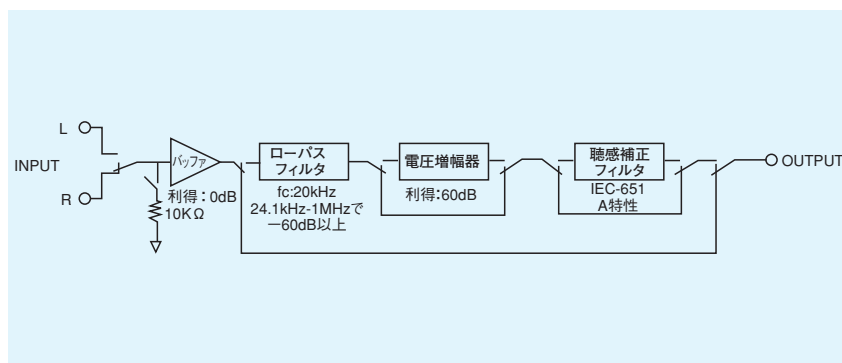 L
INPUT
R
バッファ
利得：0dB
10KΩ
ローパス
フィルタ
fc:20kHz
24.1kHz-1MHzで
－60dB以上
電圧増幅器
利得：60dB
聴感補正
フィルタ
IEC-651
A特性
OUTPUT